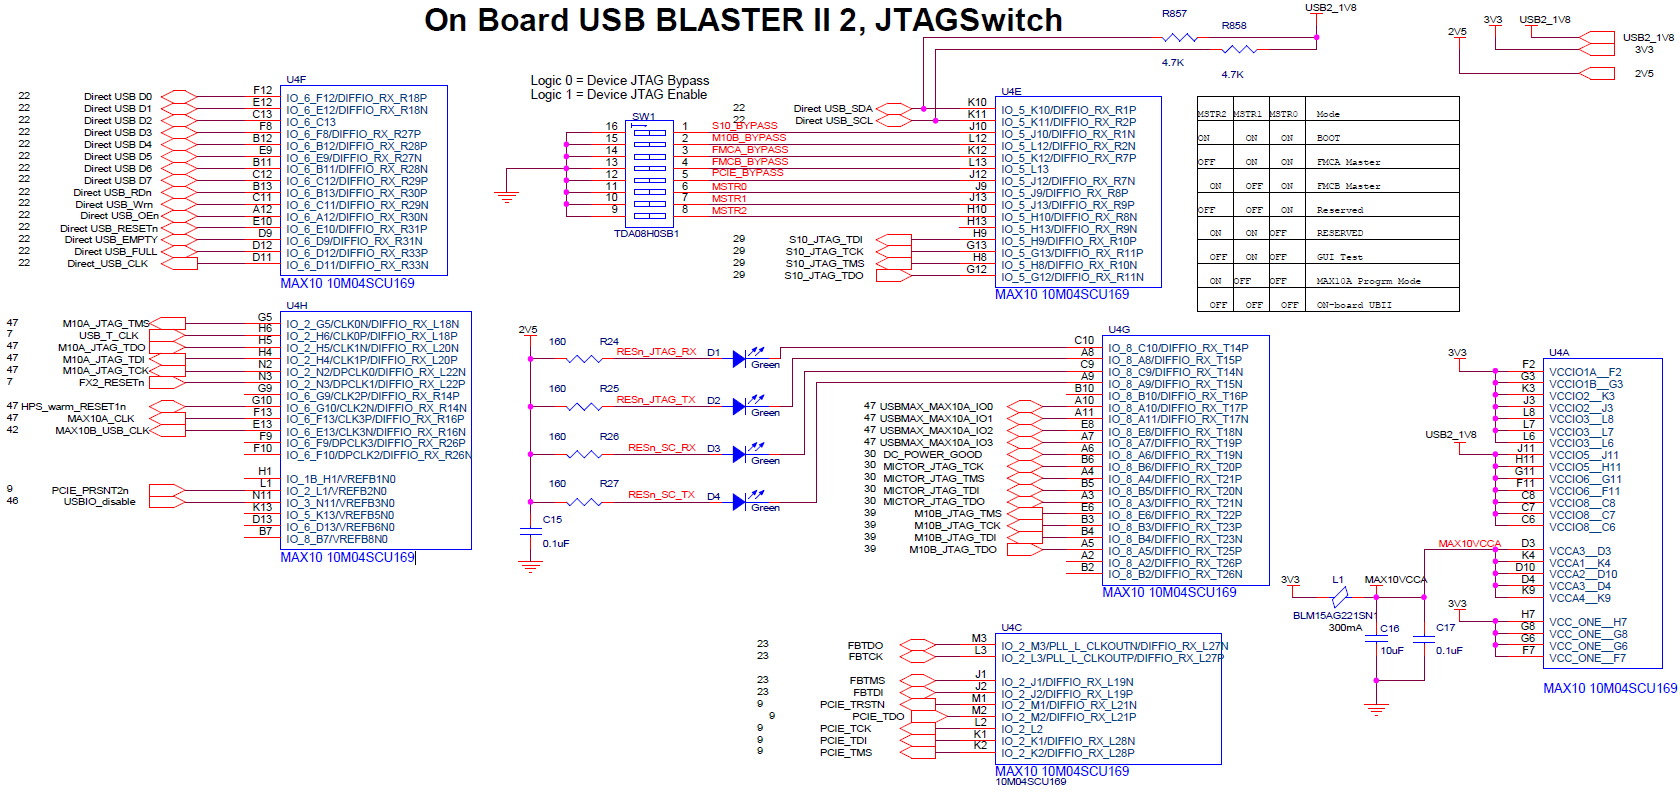 On Board USB BLASTER II 2, JTAGSwitch
R857
4.7K
R858
4.7K
USB2_1V8
2V5
3V3
USB2_1V8
USB2_1V8
3V3
2V5
Logic 0 = Device JTAG Bypass
Logic 1 = Device JTAG Enable
U4F
22 Direct USB D0 F12 IO_6_F12/DIFFIO_RX_R18P
22 Direct USB D1 E12 IO_6_E12/DIFFIO_RX_R18N
22 Direct USB D2 C13 IO_6_C13
22 Direct USB D3 F8 IO_6_F8/DIFFIO_RX_R27P
22 Direct USB D4 B12 IO_6_B12/DIFFIO_RX_R28P
22 Direct USB D5 E9 IO_6_E9/DIFFIO_RX_R27N
22 Direct USB D6 B11 IO_6_B11/DIFFIO_RX_R28N
22 Direct USB D7 C12 IO_6_C12/DIFFIO_RX_R29P
22 Direct USB_RDn B13 IO_6_B13/DIFFIO_RX_R30P
22 Direct USB_Wrn C11 IO_6_C11/DIFFIO_RX_R29N
22 Direct USB_OEn A12 IO_6_A12/DIFFIO_RX_R30N
22 Direct USB_RESETn E10 IO_6_E10/DIFFIO_RX_R31P
22 Direct USB_EMPTY D9 IO_6_D9/DIFFIO_RX_R31N
22 Direct USB_FULL D12 IO_6_D12/DIFFIO_RX_R33P
22 Direct_USB_CLK D11 IO_6_D11/DIFFIO_RX_R33N
MAX10 10M04SCU169
SW1
16 1 S10_BYPASS
15 2 M10B_BYPASS
14 3 FMCA_BYPASS
13 4 FMCB_BYPASS
12 5 PCIE_BYPASS
11 6 MSTR0
10 7 MSTR1
9 8 MSTR2
TDA08H0SB1
U4E
22 Direct USB_SDA K10 IO_5_K10/DIFFIO_RX_R1P
22 Direct USB_SCL K11 IO_5_K11/DIFFIO_RX_R2P
J10 IO_5_J10/DIFFIO_RX_R1N
L12 IO_5_L12/DIFFIO_RX_R2N
K12 IO_5_K12/DIFFIO_RX_R7P
L13 IO_5_L13
J12 IO_5_J12/DIFFIO_RX_R7N
J9 IO_5_J9/DIFFIO_RX_R8P
J13 IO_5_J13/DIFFIO_RX_R9P
H10 IO_5_H10/DIFFIO_RX_R8N
H13 IO_5_H13/DIFFIO_RX_R9N
29 S10_JTAG_TDI H9 IO_5_H9/DIFFIO_RX_R10P
29 S10_JTAG_TCK G13 IO_5_G13/DIFFIO_RX_R11P
29 S10_JTAG_TMS H8 IO_5_H8/DIFFIO_RX_R10N
29 S10_JTAG_TDO G12 IO_5_G12/DIFFIO_RX_R11N
MAX10 10M04SCU169
MSTR2 MSTR1 MSTR0 Mode
ON ON ON BOOT
OFF ON ON FMCA Master
ON OFF ON FMCB Master
OFF OFF ON Reserved
ON ON OFF RESERVED
OFF ON OFF GUI Test
ON OFF OFF MAX10A Progrm Mode
OFF OFF OFF ON-board UBII
U4H
47 M10A_JTAG_TMS G5 IO_2_G5/CLK0N/DIFFIO_RX_L18N
7 USB_T_CLK H6 IO_2_H6/CLK0P/DIFFIO_RX_L18P
47 M10A_JTAG_TDO H5 IO_2_H5/CLK1N/DIFFIO_RX_L20N
47 M10A_JTAG_TDI H4 IO_2_H4/CLK1P/DIFFIO_RX_L20P
47 M10A_JTAG_TCK N2 IO_2_N2/DPCLK0/DIFFIO_RX_L22N
7 FX2_RESETn N3 IO_2_N3/DPCLK1/DIFFIO_RX_L22P
G9 IO_6_G9/CLK2P/DIFFIO_RX_R14P
47 HPS_warm_RESET1n G10 IO_6_G10/CLK2N/DIFFIO_RX_R14N
47 MAX10A_CLK F13 IO_6_F13/CLK3P/DIFFIO_RX_R16P
42 MAX10B_USB_CLK E13 IO_6_E13/CLK3N/DIFFIO_RX_R16N
F9 IO_6_F9/DPCLK3/DIFFIO_RX_R26P
F10 IO_6_F10/DPCLK2/DIFFIO_RX_R26N
H1 IO_1B_H1/VREFB1N0
9 PCIE_PRSNT2n L1 IO_2_L1/VREFB2N0
46 USBIO_disable N11 IO_3_N11/VREFB3N0
K13 IO_5_K13/VREFB5N0
D13 IO_6_D13/VREFB6N0
B7 IO_8_B7/VREFB8N0
MAX10 10M04SCU169
2V5
160 R24 RESn_JTAG_RX D1 Green
160 R25 RESn_JTAG_TX D2 Green
160 R26 RESn_SC_RX D3 Green
160 R27 RESn_SC_TX D4 Green
C15
0.1uF
U4G
C10 IO_8_C10/DIFFIO_RX_T14P
A8 IO_8_A8/DIFFIO_RX_T15P
C9 IO_8_C9/DIFFIO_RX_T14N
A9 IO_8_A9/DIFFIO_RX_T15N
B10 IO_8_B10/DIFFIO_RX_T16P
47 USBMAX_MAX10A_IO0 A10 IO_8_A10/DIFFIO_RX_T17P
47 USBMAX_MAX10A_IO1 A11 IO_8_A11/DIFFIO_RX_T17N
47 USBMAX_MAX10A_IO2 E8 IO_8_E8/DIFFIO_RX_T18N
47 USBMAX_MAX10A_IO3 A7 IO_8_A7/DIFFIO_RX_T19P
30 DC_POWER_GOOD A6 IO_8_A6/DIFFIO_RX_T19N
30 MICTOR_JTAG_TCK B6 IO_8_B6/DIFFIO_RX_T20P
30 MICTOR_JTAG_TMS A4 IO_8_A4/DIFFIO_RX_T21P
30 MICTOR_JTAG_TDI B5 IO_8_B5/DIFFIO_RX_T20N
30 MICTOR_JTAG_TDO A3 IO_8_A3/DIFFIO_RX_T21N
39 M10B_JTAG_TMS E6 IO_8_E6/DIFFIO_RX_T22P
39 M10B_JTAG_TCK B3 IO_8_B3/DIFFIO_RX_T23P
39 M10B_JTAG_TDI B4 IO_8_B4/DIFFIO_RX_T23N
39 M10B_JTAG_TDO A5 IO_8_A5/DIFFIO_RX_T25P
A2 IO_8_A2/DIFFIO_RX_T26P
B2 IO_8_B2/DIFFIO_RX_T26N
MAX10 10M04SCU169
U4A
3V3
F2 VCCIO1A__F2
G3 VCCIO1B__G3
K3 VCCIO2__K3
J3 VCCIO2__J3
L8 VCCIO3__L8
L7 VCCIO3__L7
L6 VCCIO3__L6
USB2_1V8
J11 VCCIO5__J11
H11 VCCIO5__H11
G11 VCCIO6__G11
F11 VCCIO6__F11
C8 VCCIO8__C8
C7 VCCIO8__C7
C6 VCCIO8__C6
MAX10VCCA
D3 VCCA3__D3
K4 VCCA1__K4
D10 VCCA2__D10
D4 VCCA3__D4
K9 VCCA4__K9
3V3
H7 VCC_ONE__H7
G8 VCC_ONE__G8
G6 VCC_ONE__G6
F7 VCC_ONE__F7
MAX10 10M04SCU169
3V3
L1
MAX10VCCA
BLM15AG221SN1
300mA
C16
10uF
C17
0.1uF
U4C
23 FBTDO M3 IO_2_M3/PLL_L_CLKOUTN/DIFFIO_RX_L27N
23 FBTCK L3 IO_2_L3/PLL_L_CLKOUTP/DIFFIO_RX_L27P
23 FBTMS J1 IO_2_J1/DIFFIO_RX_L19N
23 FBTDI J2 IO_2_J2/DIFFIO_RX_L19P
9 PCIE_TRSTN M1 IO_2_M1/DIFFIO_RX_L21N
9 PCIE_TDO M2 IO_2_M2/DIFFIO_RX_L21P
9 PCIE_TCK L2 IO_2_L2
9 PCIE_TDI K1 IO_2_K1/DIFFIO_RX_L28N
9 PCIE_TMS K2 IO_2_K2/DIFFIO_RX_L28P
MAX10 10M04SCU169
10M04SCU169